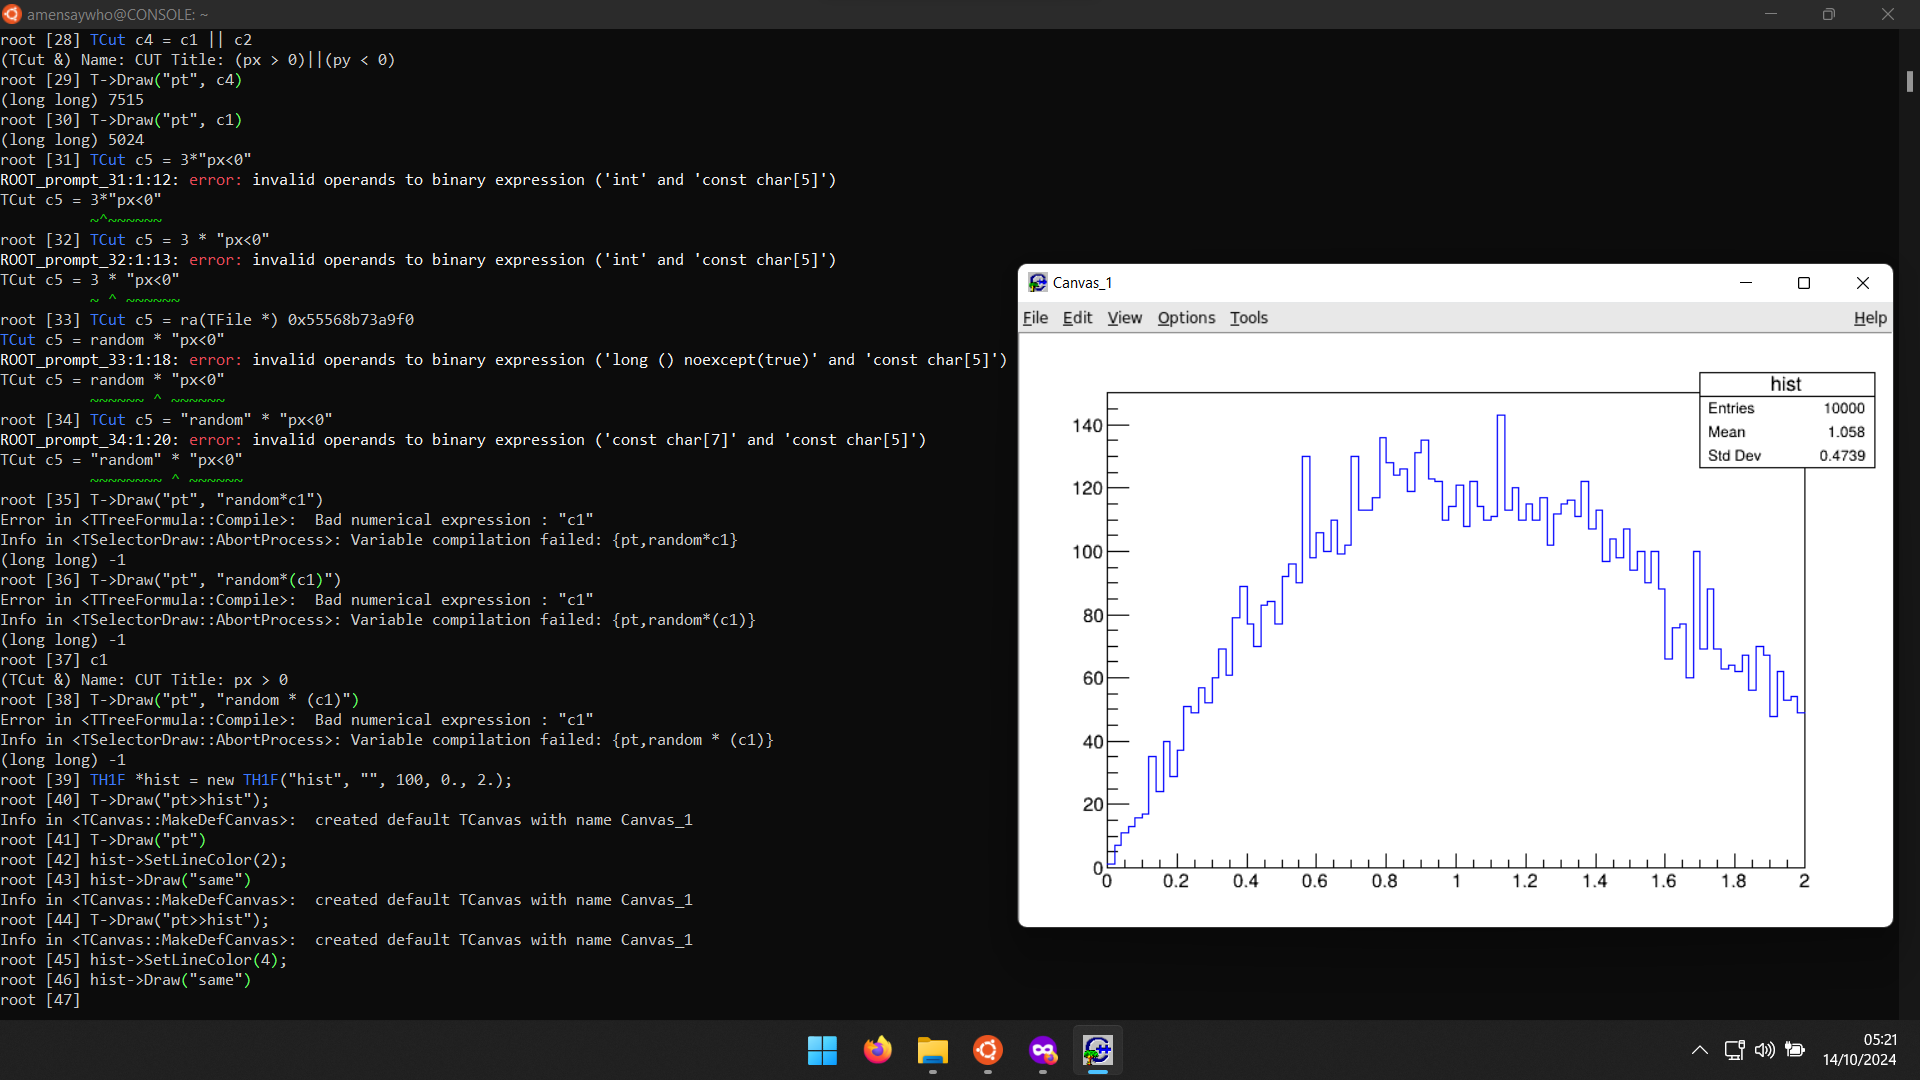 amensaywho@CONSOLE: ~
root [28] TCut c4 = c1 || c2
(TCut &) Name: CUT Title: (px > 0)||(py < 0)
root [29] T->Draw("pt", c4)
(long long) 7515
root [30] T->Draw("pt", c1)
(long long) 5024
root [31] TCut c5 = 3*"px<0"
ROOT_prompt_31:1:12: error: invalid operands to binary expression ('int' and 'const char[5]')
TCut c5 = 3*"px<0"
          ~^~~~~~~
root [32] TCut c5 = 3 * "px<0"
ROOT_prompt_32:1:13: error: invalid operands to binary expression ('int' and 'const char[5]')
TCut c5 = 3 * "px<0"
          ~ ^ ~~~~~~
root [33] TCut c5 = ra(TFile *) 0x55568b73a9f0
TCut c5 = random * "px<0"
ROOT_prompt_33:1:18: error: invalid operands to binary expression ('long () noexcept(true)' and 'const char[5]')
TCut c5 = random * "px<0"
          ~~~~~~ ^ ~~~~~~
root [34] TCut c5 = "random" * "px<0"
ROOT_prompt_34:1:20: error: invalid operands to binary expression ('const char[7]' and 'const char[5]')
TCut c5 = "random" * "px<0"
          ~~~~~~~~ ^ ~~~~~~
root [35] T->Draw("pt", "random*c1")
Error in <TTreeFormula::Compile>:  Bad numerical expression : "c1"
Info in <TSelectorDraw::AbortProcess>: Variable compilation failed: {pt,random*c1}
(long long) -1
root [36] T->Draw("pt", "random*(c1)")
Error in <TTreeFormula::Compile>:  Bad numerical expression : "c1"
Info in <TSelectorDraw::AbortProcess>: Variable compilation failed: {pt,random*(c1)}
(long long) -1
root [37] c1
(TCut &) Name: CUT Title: px > 0
root [38] T->Draw("pt", "random * (c1)")
Error in <TTreeFormula::Compile>:  Bad numerical expression : "c1"
Info in <TSelectorDraw::AbortProcess>: Variable compilation failed: {pt,random * (c1)}
(long long) -1
root [39] TH1F *hist = new TH1F("hist", "", 100, 0., 2.);
root [40] T->Draw("pt>>hist");
Info in <TCanvas::MakeDefCanvas>:  created default TCanvas with name Canvas_1
root [41] T->Draw("pt")
root [42] hist->SetLineColor(2);
root [43] hist->Draw("same")
Info in <TCanvas::MakeDefCanvas>:  created default TCanvas with name Canvas_1
root [44] T->Draw("pt>>hist");
Info in <TCanvas::MakeDefCanvas>:  created default TCanvas with name Canvas_1
root [45] hist->SetLineColor(4);
root [46] hist->Draw("same")
root [47]
Canvas_1
File Edit View Options Tools Help
hist
Entries 10000
Mean 1.058
Std Dev 0.4739
140
120
100
80
60
40
20
0
0 0.2 0.4 0.6 0.8 1 1.2 1.4 1.6 1.8 2
05:21
14/10/2024